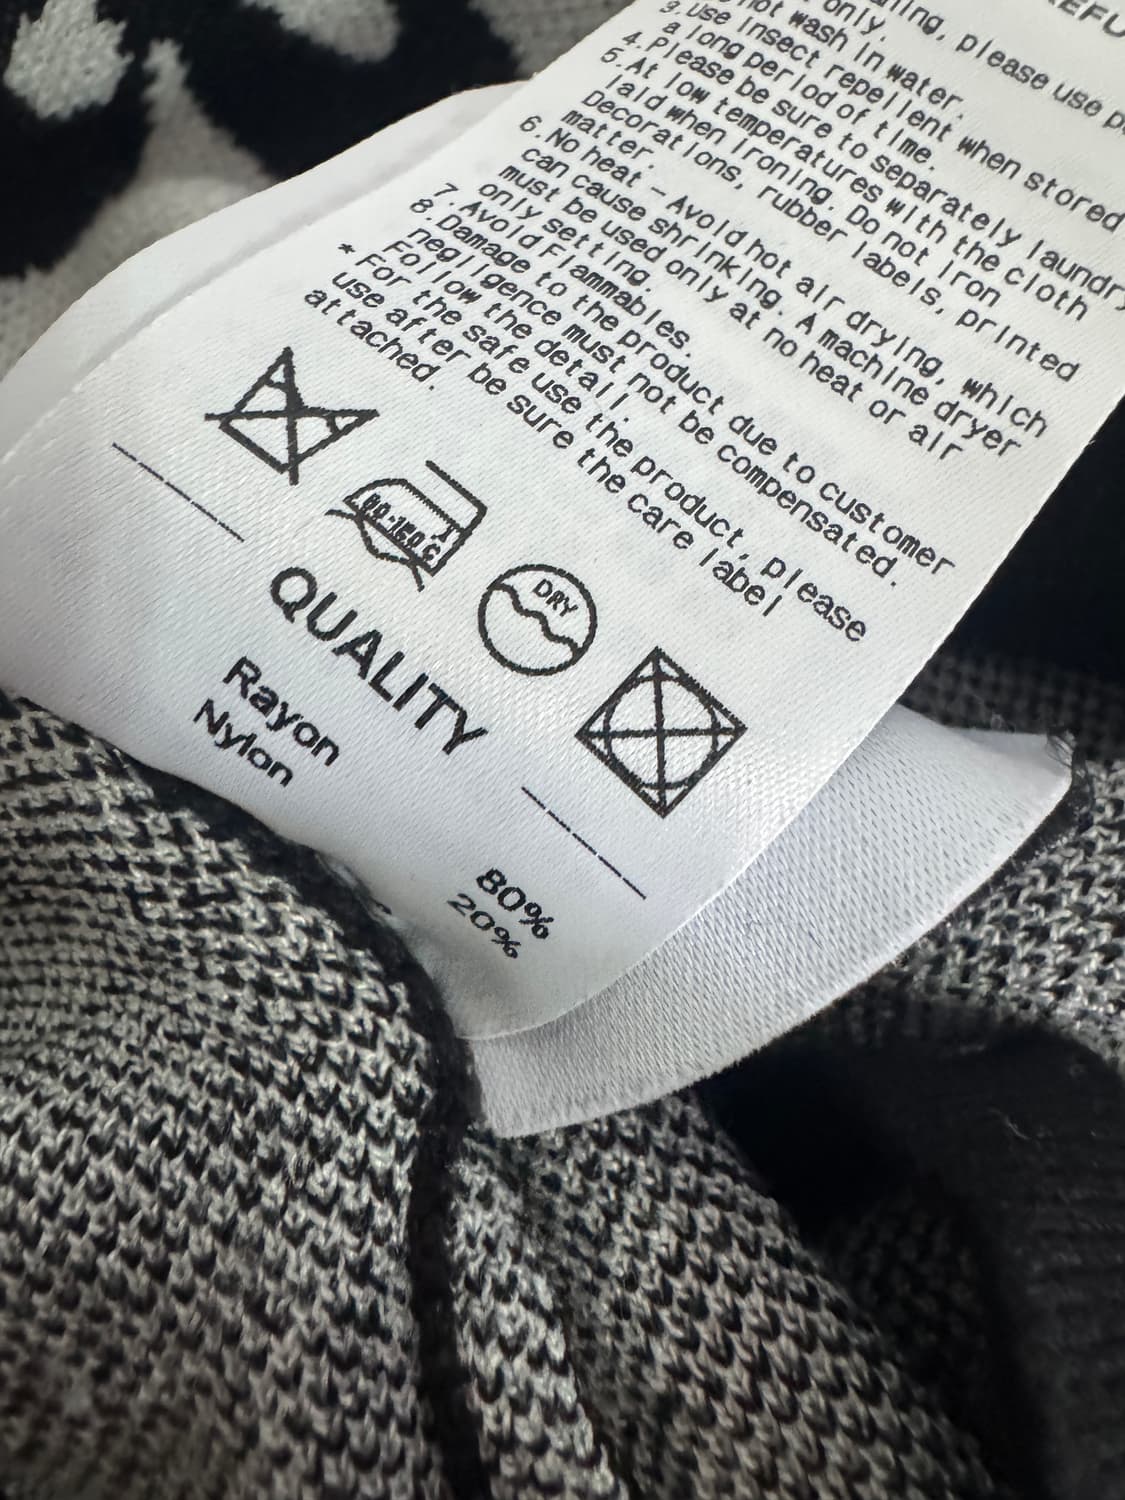 REFU
please use
only.
not wash in water.
3. use insect repellent when stored
a long period of time.
4. Please be sure to separately laundry
5. At low temperatures with the cloth
laid when ironing. Do not iron
Decorations, rubber labels, printed
matter.
6. No heat - Avoid hot air drying, which
can cause shrinking. A machine dryer
must be used only at no heat or air
only setting.
7. Avoid Flammables.
8. Damage to the product due to customer
negligence must not be compensated.
Follow the detail.
* For the safe use the product, please
use after be sure the care label
attached.
DRY
QUALITY
Rayon 80%
Nylon 20%